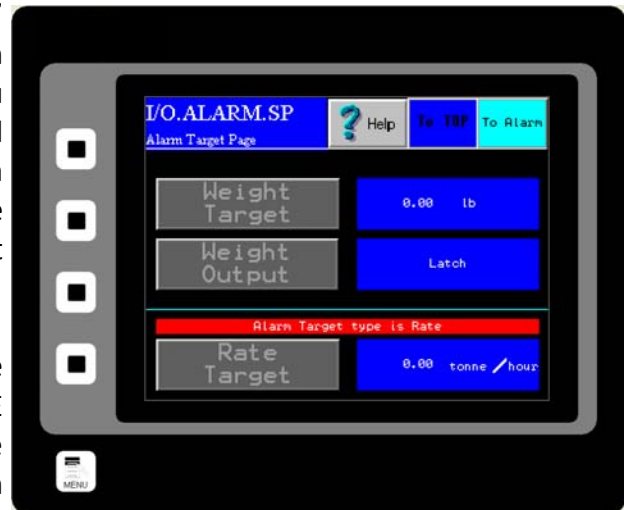 I/O.ALARM.SP
Alarm Target Page
? Help
To TOP
To Alarm
Weight
Target
0.00 lb
Weight
Output
Latch
Alarm Target type is Rate
Rate
Target
0.00 tonne/hour
MENU